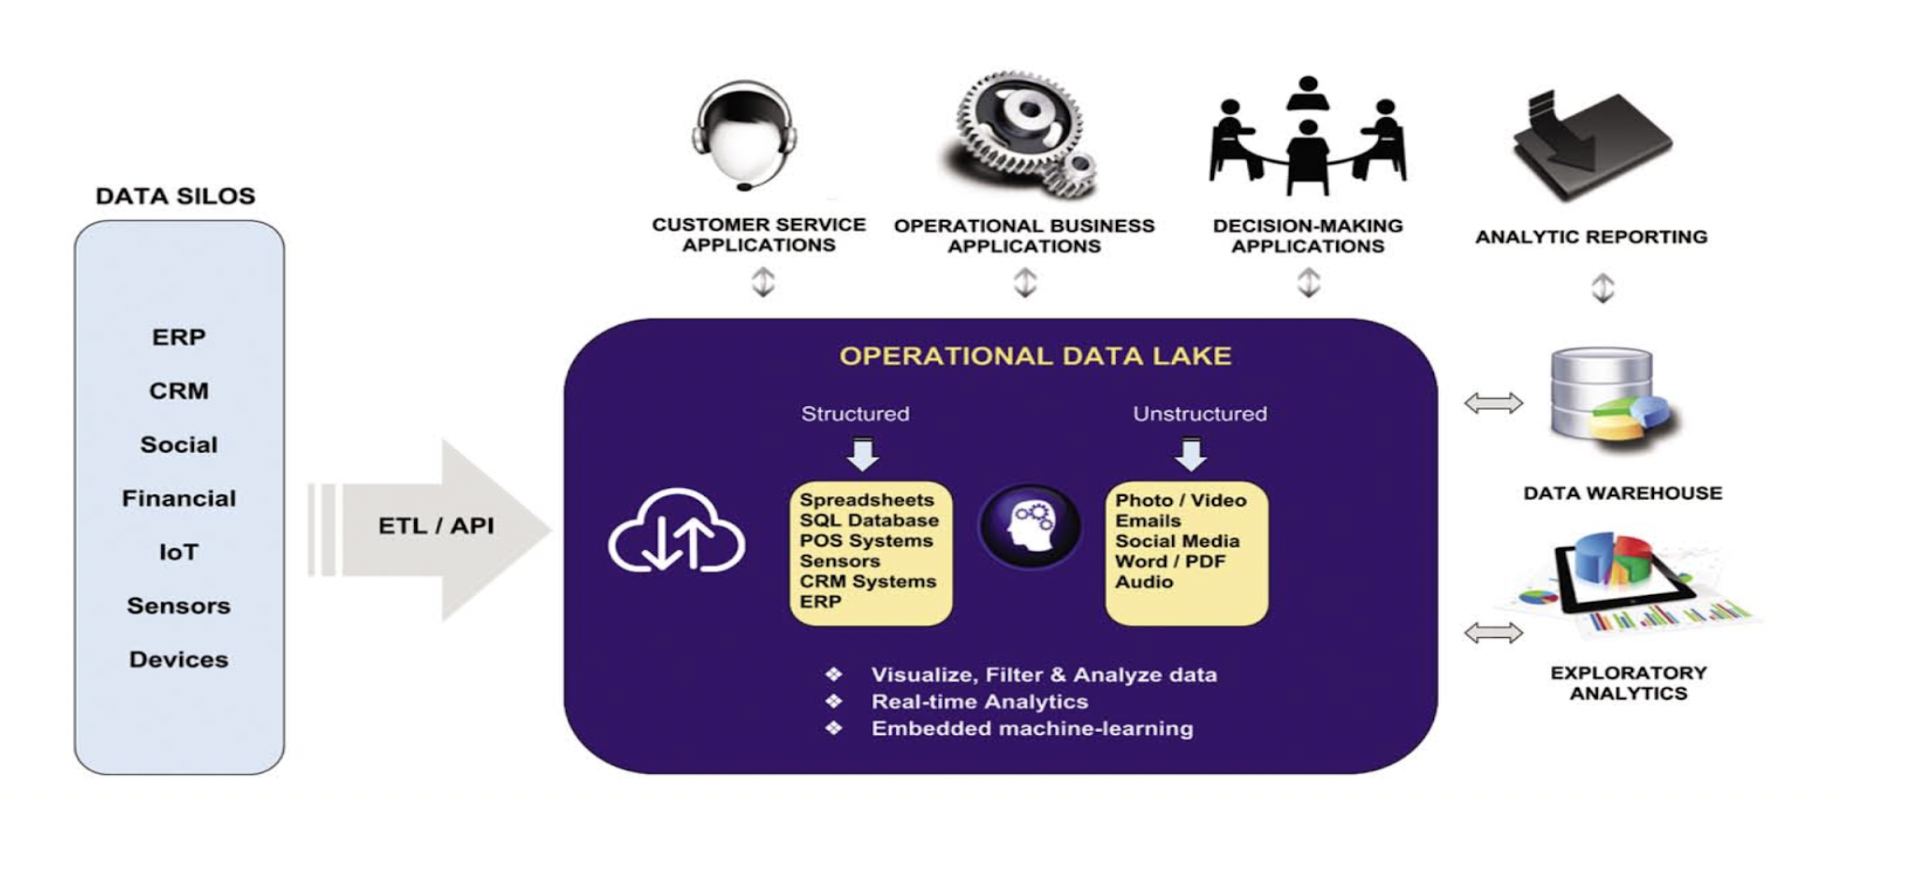 DATA SILOS
ERP
CRM
Social
Financial
IoT
Sensors
Devices
ETL / API
CUSTOMER SERVICE
APPLICATIONS
OPERATIONAL BUSINESS
APPLICATIONS
DECISION-MAKING
APPLICATIONS
ANALYTIC REPORTING
OPERATIONAL DATA LAKE
Structured
Spreadsheets
SQL Database
POS Systems
Sensors
CRM Systems
ERP
Unstructured
Photo / Video
Emails
Social Media
Word / PDF
Audio
❖ Visualize, Filter & Analyze data
❖ Real-time Analytics
❖ Embedded machine-learning
DATA WAREHOUSE
EXPLORATORY
ANALYTICS